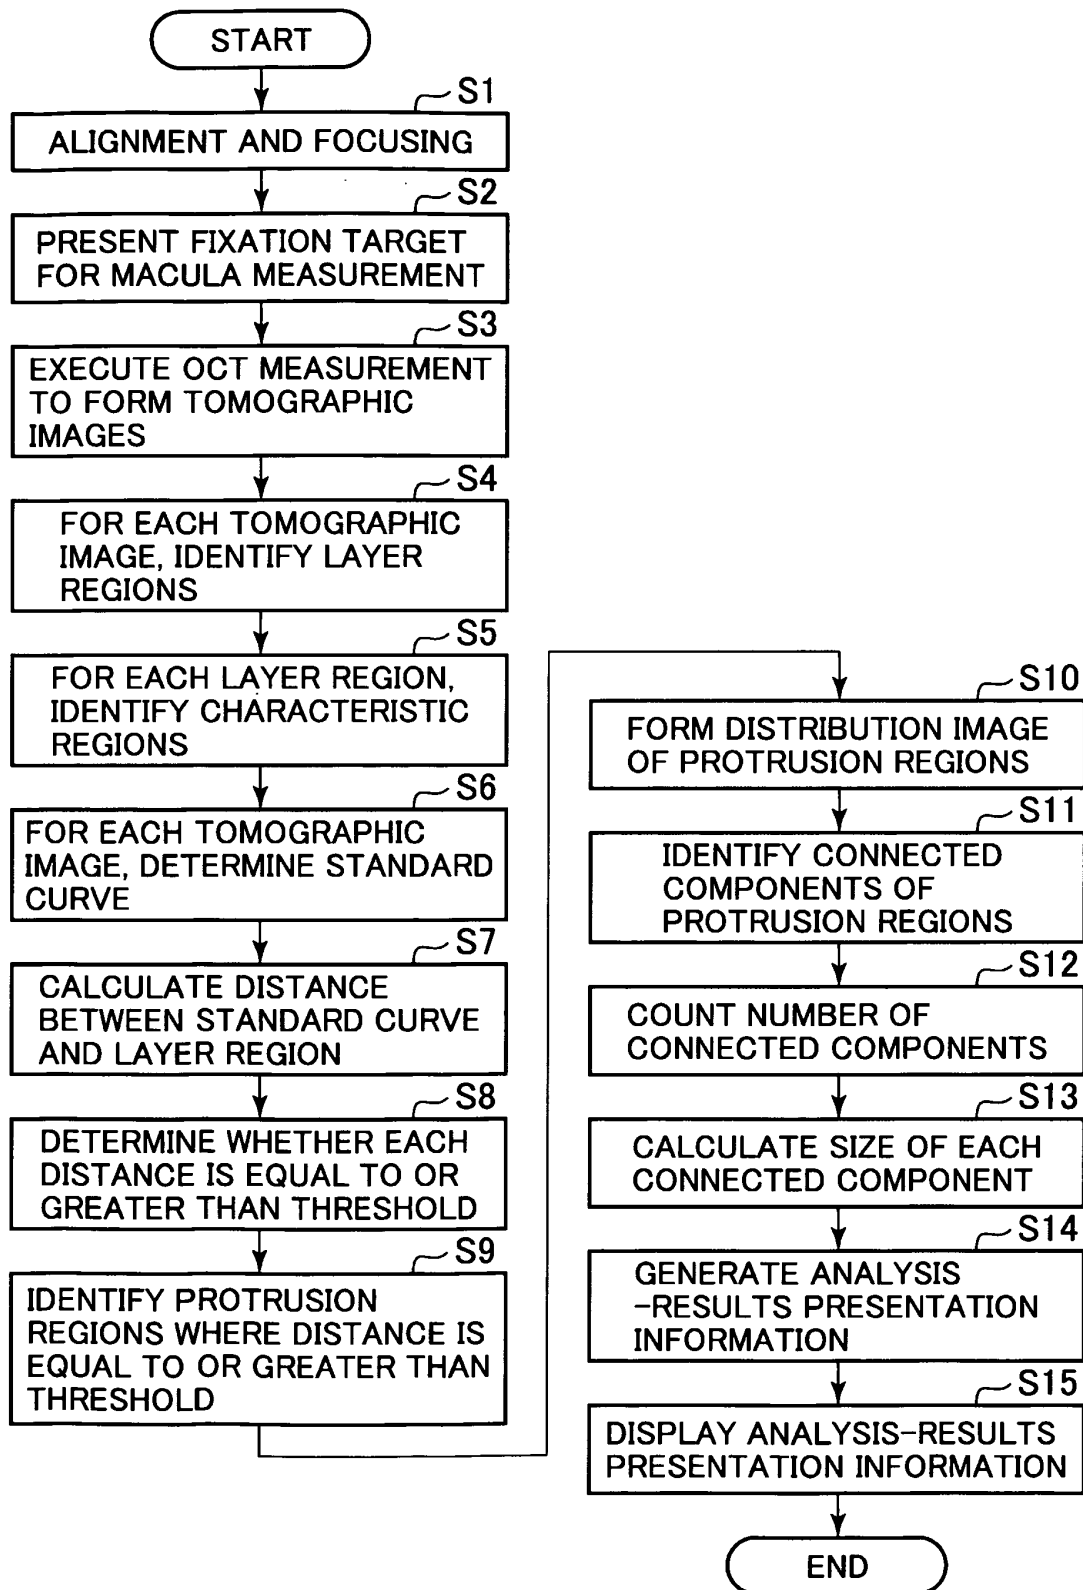 START
S1
ALIGNMENT AND FOCUSING
S2
PRESENT FIXATION TARGET
FOR MACULA MEASUREMENT
S3
EXECUTE OCT MEASUREMENT
TO FORM TOMOGRAPHIC
IMAGES
S4
FOR EACH TOMOGRAPHIC
IMAGE, IDENTIFY LAYER
REGIONS
S5
FOR EACH LAYER REGION,
IDENTIFY CHARACTERISTIC
REGIONS
S6
FOR EACH TOMOGRAPHIC
IMAGE, DETERMINE STANDARD
CURVE
S7
CALCULATE DISTANCE
BETWEEN STANDARD CURVE
AND LAYER REGION
S8
DETERMINE WHETHER EACH
DISTANCE IS EQUAL TO OR
GREATER THAN THRESHOLD
S9
IDENTIFY PROTRUSION
REGIONS WHERE DISTANCE IS
EQUAL TO OR GREATER THAN
THRESHOLD
S10
FORM DISTRIBUTION IMAGE
OF PROTRUSION REGIONS
S11
IDENTIFY CONNECTED
COMPONENTS OF
PROTRUSION REGIONS
S12
COUNT NUMBER OF
CONNECTED COMPONENTS
S13
CALCULATE SIZE OF EACH
CONNECTED COMPONENT
S14
GENERATE ANALYSIS
-RESULTS PRESENTATION
INFORMATION
S15
DISPLAY ANALYSIS-RESULTS
PRESENTATION INFORMATION
END